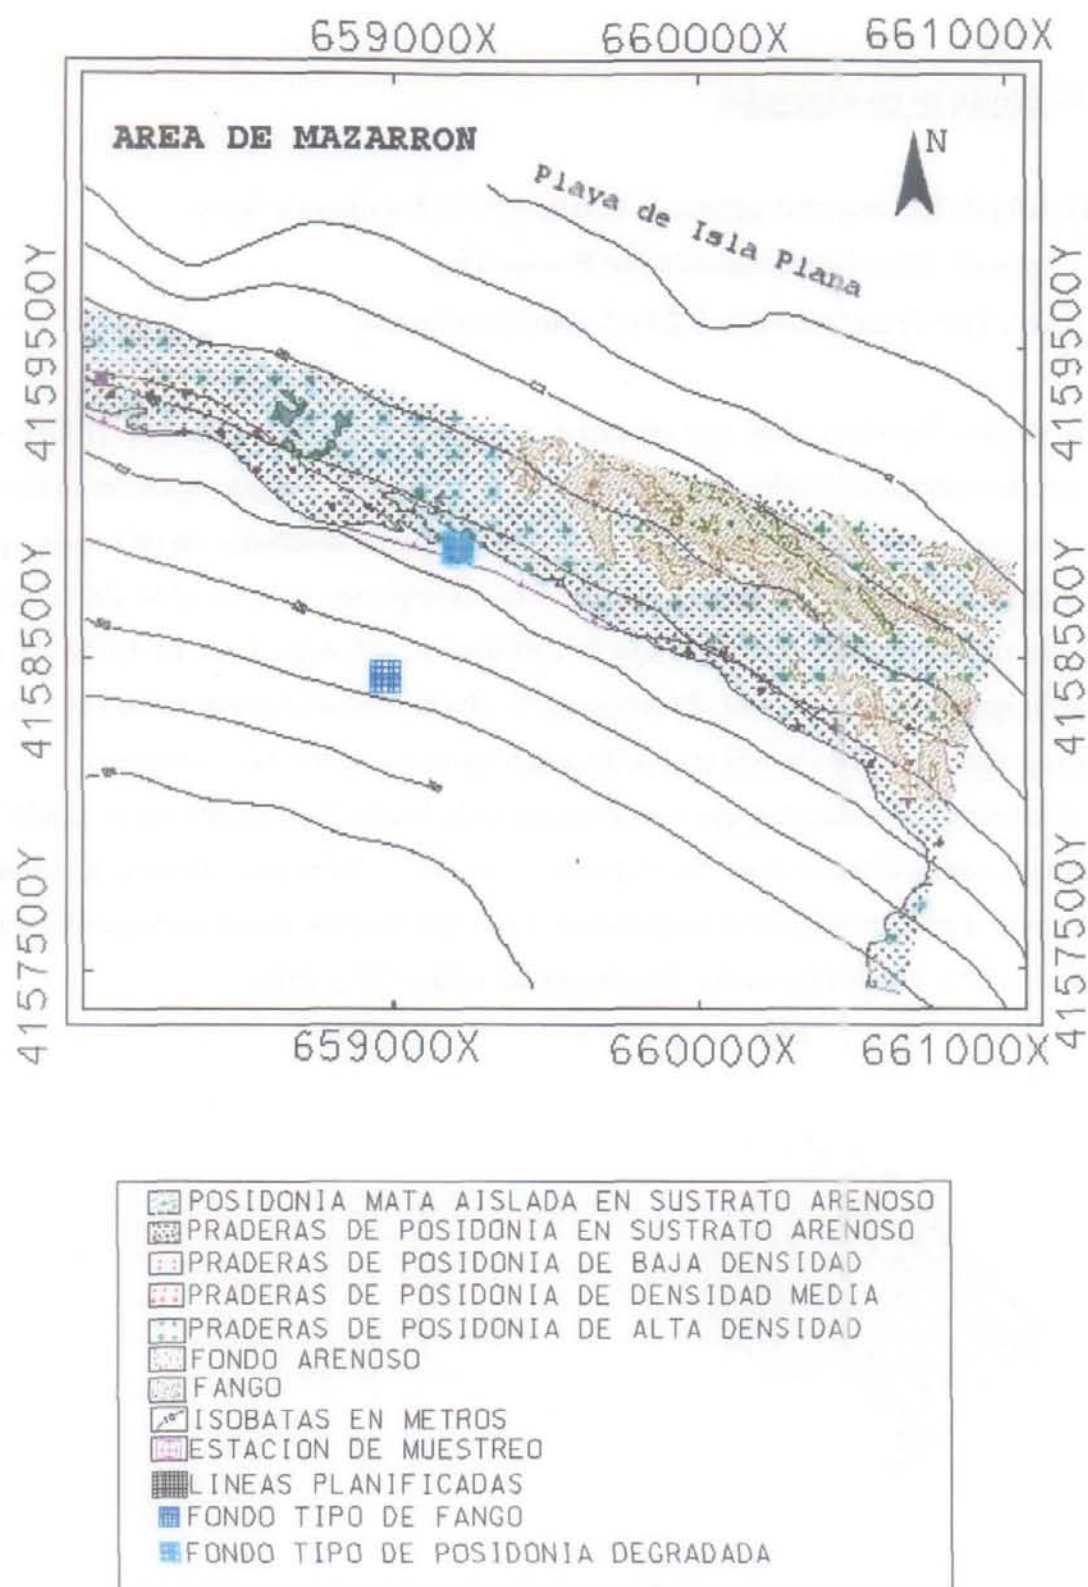 659000X 660000X 661000X
AREA DE MAZARRON
N
Playa de Isla Plana
4159500Y
4159500Y
4158500Y
4158500Y
4157500Y
4157500Y
659000X 660000X 661000X
POSIDONIA MATA AISLADA EN SUSTRATO ARENOSO
PRADERAS DE POSIDONIA EN SUSTRATO ARENOSO
PRADERAS DE POSIDONIA DE BAJA DENSIDAD
PRADERAS DE POSIDONIA DE DENSIDAD MEDIA
PRADERAS DE POSIDONIA DE ALTA DENSIDAD
FONDO ARENOSO
FANGO
ISOBATAS EN METROS
ESTACION DE MUESTREO
LINEAS PLANIFICADAS
FONDO TIPO DE FANGO
FONDO TIPO DE POSIDONIA DEGRADADA